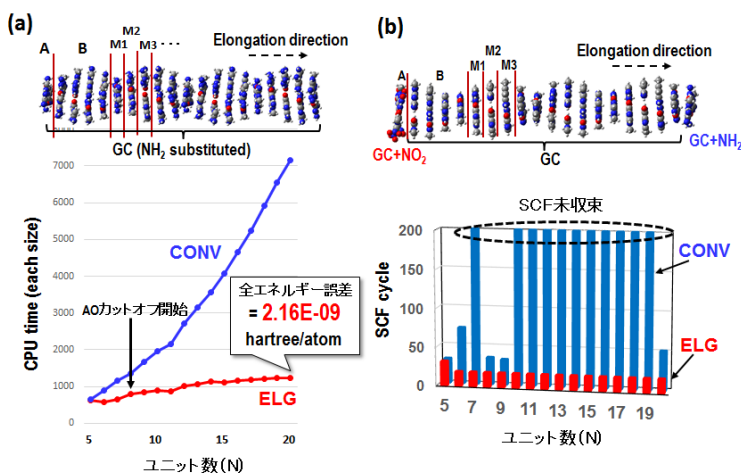 (a)
M2
A
B
M1
M3
...
Elongation direction
GC (NH2 substituted)
7000
6000
5000
4000
3000
2000
1000
0
CPU time (each size)
CONV
AOカットオフ開始
全エネルギー誤差
= 2.16E-09
hartree/atom
ELG
5
10
15
20
ユニット数(N)
(b)
M2
A
B
M1
M3
Elongation direction
GC+NO2
GC
GC+NH2
SCF未収束
200
150
100
50
0
SCF cycle
CONV
ELG
5
7
9
11
13
15
17
19
ユニット数(N)